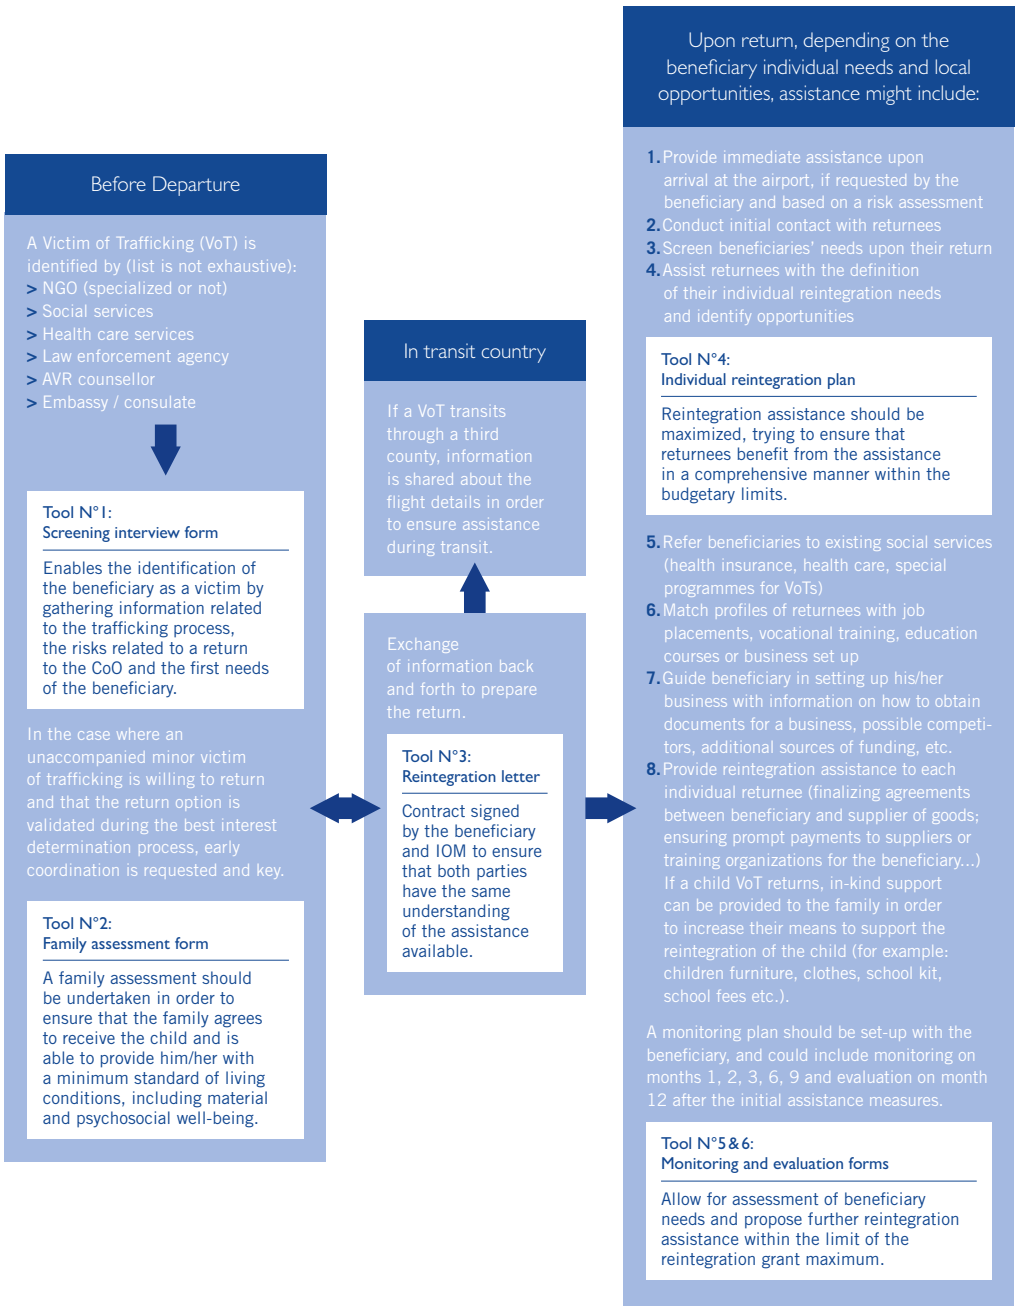 Before Departure
A Victim of Trafficking (VoT) is
identified by (list is not exhaustive):
> NGO (specialized or not)
> Social services
> Health care services
> Law enforcement agency
> AVR counsellor
> Embassy / consulate
Tool N°1:
Screening interview form
Enables the identification of
the beneficiary as a victim by
gathering information related
to the trafficking process,
the risks related to a return
to the CoO and the first needs
of the beneficiary.
In the case where an
unaccompanied minor victim
of trafficking is willing to return
and that the return option is
validated during the best interest
determination process, early
coordination is requested and key.
Tool N°2:
Family assessment form
A family assessment should
be undertaken in order to
ensure that the family agrees
to receive the child and is
able to provide him/her with
a minimum standard of living
conditions, including material
and psychosocial well-being.
In transit country
If a VoT transits
through a third
county, information
is shared about the
flight details in order
to ensure assistance
during transit.
Exchange
of information back
and forth to prepare
the return.
Tool N°3:
Reintegration letter
Contract signed
by the beneficiary
and IOM to ensure
that both parties
have the same
understanding
of the assistance
available.
Upon return, depending on the
beneficiary individual needs and local
opportunities, assistance might include:
1. Provide immediate assistance upon
arrival at the airport, if requested by the
beneficiary and based on a risk assessment
2. Conduct initial contact with returnees
3. Screen beneficiaries' needs upon their return
4. Assist returnees with the definition
of their individual reintegration needs
and identify opportunities
Tool N°4:
Individual reintegration plan
Reintegration assistance should be
maximized, trying to ensure that
returnees benefit from the assistance
in a comprehensive manner within the
budgetary limits.
5. Refer beneficiaries to existing social services
(health insurance, health care, special
programmes for VoTs)
6. Match profiles of returnees with job
placements, vocational training, education
courses or business set up
7. Guide beneficiary in setting up his/her
business with information on how to obtain
documents for a business, possible competi-
tors, additional sources of funding, etc.
8. Provide reintegration assistance to each
individual returnee (finalizing agreements
between beneficiary and supplier of goods;
ensuring prompt payments to suppliers or
training organizations for the beneficiary...)
If a child VoT returns, in-kind support
can be provided to the family in order
to increase their means to support the
reintegration of the child (for example:
children furniture, clothes, school kit,
school fees etc.).
A monitoring plan should be set-up with the
beneficiary, and could include monitoring on
months 1, 2, 3, 6, 9 and evaluation on month
12 after the initial assistance measures.
Tool N°5&6:
Monitoring and evaluation forms
Allow for assessment of beneficiary
needs and propose further reintegration
assistance within the limit of the
reintegration grant maximum.